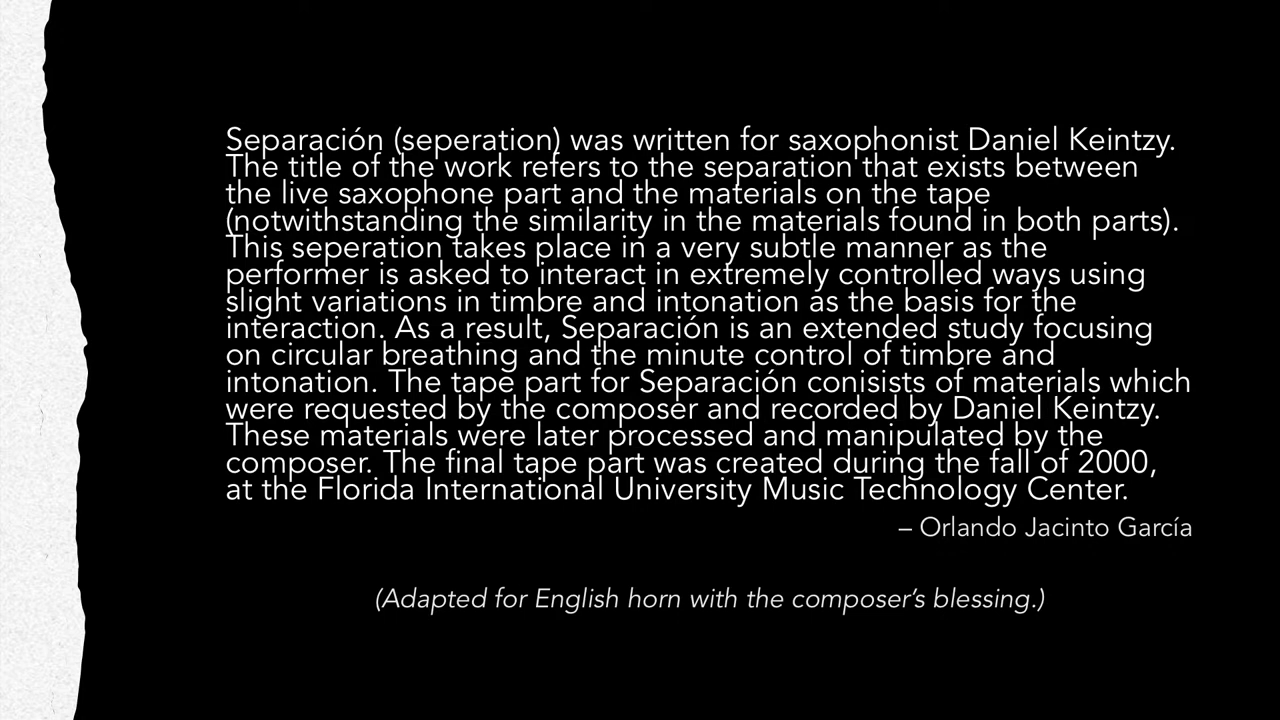 Separación (seperation) was written for saxophonist Daniel Keintzy.
The title of the work refers to the separation that exists between
the live saxophone part and the materials on the tape
(notwithstanding the similarity in the materials found in both parts).
This seperation takes place in a very subtle manner as the
performer is asked to interact in extremely controlled ways using
slight variations in timbre and intonation as the basis for the
interaction. As a result, Separación is an extended study focusing
on circular breathing and the minute control of timbre and
intonation. The tape part for Separación conisists of materials which
were requested by the composer and recorded by Daniel Keintzy.
These materials were later processed and manipulated by the
composer. The final tape part was created during the fall of 2000,
at the Florida International University Music Technology Center.
– Orlando Jacinto García
(Adapted for English horn with the composer’s blessing.)